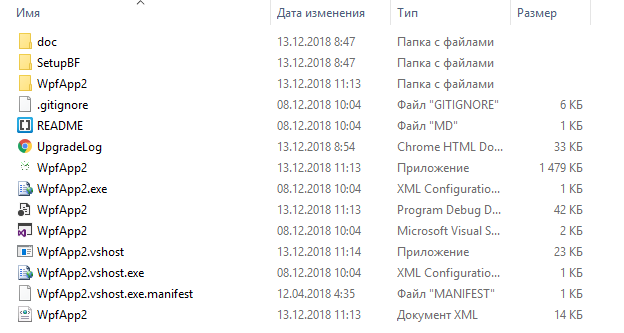 Имя Дата изменения Тип Размер
doc 13.12.2018 8:47 Папка с файлами
SetupBF 13.12.2018 8:47 Папка с файлами
WpfApp2 13.12.2018 11:13 Папка с файлами
.gitignore 08.12.2018 10:04 Файл "GITIGNORE" 6 КБ
README 08.12.2018 10:04 Файл "MD" 1 КБ
UpgradeLog 13.12.2018 8:54 Chrome HTML Do... 33 КБ
WpfApp2 13.12.2018 11:13 Приложение 1 479 КБ
WpfApp2.exe 08.12.2018 10:04 XML Configuratio... 1 КБ
WpfApp2 13.12.2018 11:13 Program Debug D... 42 КБ
WpfApp2 08.12.2018 10:04 Microsoft Visual S... 2 КБ
WpfApp2.vshost 13.12.2018 11:14 Приложение 23 КБ
WpfApp2.vshost.exe 08.12.2018 10:04 XML Configuratio... 1 КБ
WpfApp2.vshost.exe.manifest 12.04.2018 4:35 Файл "MANIFEST" 1 КБ
WpfApp2 13.12.2018 11:13 Документ XML 14 КБ